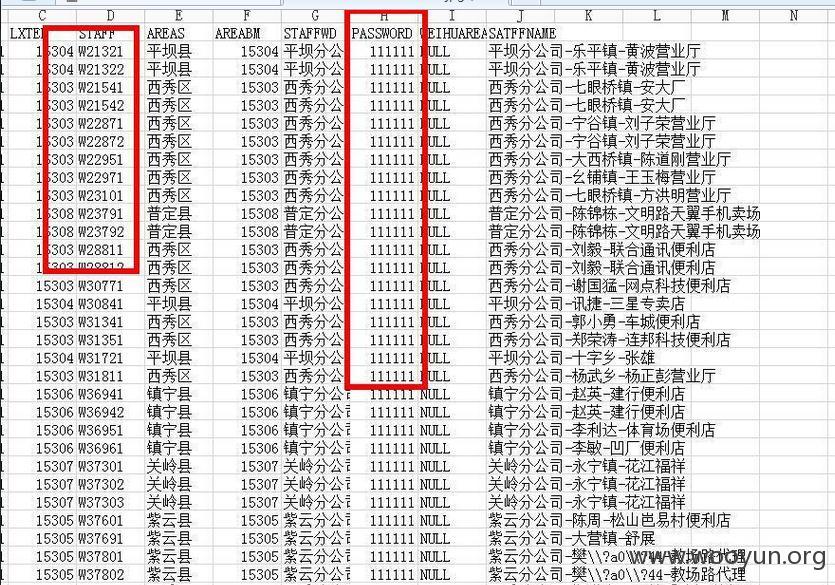 C D E F G H I J K L M N
LXTE STAFF AREAS AREABM STAFFWD PASSWORD WEIHUAREA SATFFNAME
15304 W21321 平坝县 15304 平坝分公 111111 NULL 平坝分公司-乐平镇-黄波营业厅
15304 W21322 平坝县 15304 平坝分公 111111 NULL 平坝分公司-乐平镇-黄波营业厅
15303 W21541 西秀区 15303 西秀分公 111111 NULL 西秀分公司-七眼桥镇-安大厂
15303 W21542 西秀区 15303 西秀分公 111111 NULL 西秀分公司-七眼桥镇-安大厂
15303 W22871 西秀区 15303 西秀分公 111111 NULL 西秀分公司-宁谷镇-刘子荣营业厅
15303 W22872 西秀区 15303 西秀分公 111111 NULL 西秀分公司-宁谷镇-刘子荣营业厅
15303 W22951 西秀区 15303 西秀分公 111111 NULL 西秀分公司-大西桥镇-陈道刚营业厅
15303 W22971 西秀区 15303 西秀分公 111111 NULL 西秀分公司-幺铺镇-王玉梅营业厅
15303 W23101 西秀区 15303 西秀分公 111111 NULL 西秀分公司-七眼桥镇-方洪明营业厅
15308 W23791 普定县 15308 普定分公 111111 NULL 普定分公司-陈锦栋-文明路天翼手机卖场
15308 W23792 普定县 15308 普定分公 111111 NULL 普定分公司-陈锦栋-文明路天翼手机卖场
15303 W28811 西秀区 15303 西秀分公 111111 NULL 西秀分公司-刘毅-联合通讯便利店
15303 W28812 西秀区 15303 西秀分公 111111 NULL 西秀分公司-刘毅-联合通讯便利店
15303 W30771 西秀区 15303 西秀分公 111111 NULL 西秀分公司-谢国猛-网点科技便利店
15304 W30841 平坝县 15304 平坝分公 111111 NULL 平坝分公司-讯捷-三星专卖店
15303 W31341 西秀区 15303 西秀分公 111111 NULL 西秀分公司-郭小勇-车城便利店
15303 W31351 西秀区 15303 西秀分公 111111 NULL 西秀分公司-郑荣涛-连邦科技便利店
15304 W31721 平坝县 15304 平坝分公 111111 NULL 平坝分公司-十字乡-张雄
15303 W31811 西秀区 15303 西秀分公 111111 NULL 西秀分公司-杨武乡-杨正彭营业厅
15306 W36941 镇宁县 15306 镇宁分公司 111111 NULL 镇宁分公司-赵英-建行便利店
15306 W36942 镇宁县 15306 镇宁分公司 111111 NULL 镇宁分公司-赵英-建行便利店
15306 W36951 镇宁县 15306 镇宁分公司 111111 NULL 镇宁分公司-李利达-体育场便利店
15306 W36961 镇宁县 15306 镇宁分公司 111111 NULL 镇宁分公司-李敏-凹厂便利店
15307 W37301 关岭县 15307 关岭分公司 111111 NULL 关岭分公司-永宁镇-花江福祥
15307 W37302 关岭县 15307 关岭分公司 111111 NULL 关岭分公司-永宁镇-花江福祥
15307 W37303 关岭县 15307 关岭分公司 111111 NULL 关岭分公司-永宁镇-花江福祥
15305 W37601 紫云县 15305 紫云分公司 111111 NULL 紫云分公司-陈周-松山邑易村便利店
15305 W37691 紫云县 15305 紫云分公司 111111 NULL 紫云分公司-大营镇-舒展
15305 W37801 紫云县 15305 紫云分公司 111111 NULL 紫云分公司-樊\\?a0\\?44-教场路代理
15305 W37802 紫云县 15305 紫云分公司 111111 NULL 紫云分公司-樊\\?a0\\?44-教场路代理
www.wooyun.org